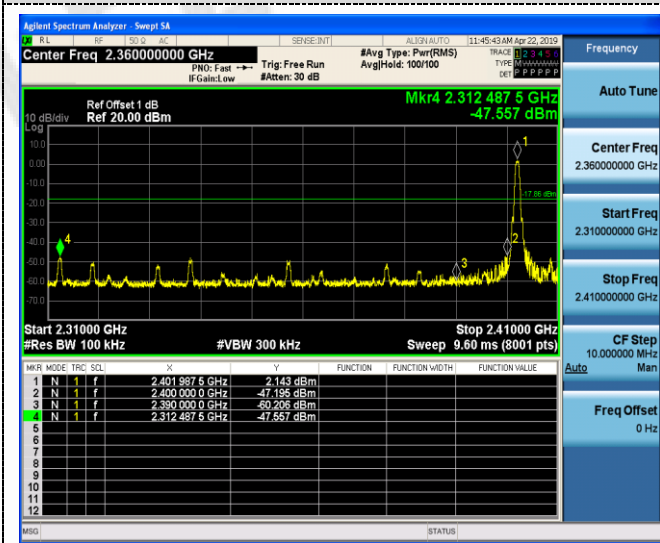 Agilent Spectrum Analyzer - Swept SA
RL RF 50 Ω AC SENSE:INT ALIGN AUTO 11:45:43 AM Apr 22, 2019
Center Freq 2.360000000 GHz #Avg Type: Pwr(RMS) TRACE 1 2 3 4 5 6
PNO: Fast Trig: Free Run Avg|Hold: 100/100 TYPE M
IFGain:Low #Atten: 30 dB DET P P P P P P
Mkr4 2.312 487 5 GHz
-47.557 dBm
Ref Offset 1 dB
10 dB/div Ref 20.00 dBm
Log
10.0
0.00
-10.0
-20.0
-30.0
-40.0
-50.0
-60.0
-70.0
1
-17.86 dBm
2
3
4
Start 2.31000 GHz Stop 2.41000 GHz
#Res BW 100 kHz #VBW 300 kHz Sweep 9.60 ms (8001 pts)
MKR MODE TRC SCL X Y FUNCTION FUNCTION WIDTH FUNCTION VALUE
1 N 1 f 2.401 987 5 GHz 2.143 dBm
2 N 1 f 2.400 000 0 GHz -47.195 dBm
3 N 1 f 2.390 000 0 GHz -60.206 dBm
4 N 1 f 2.312 487 5 GHz -47.557 dBm
5
6
7
8
9
10
11
12
MSG STATUS
Frequency
Auto Tune
Center Freq
2.360000000 GHz
Start Freq
2.310000000 GHz
Stop Freq
2.410000000 GHz
CF Step
10.000000 MHz
Auto Man
Freq Offset
0 Hz